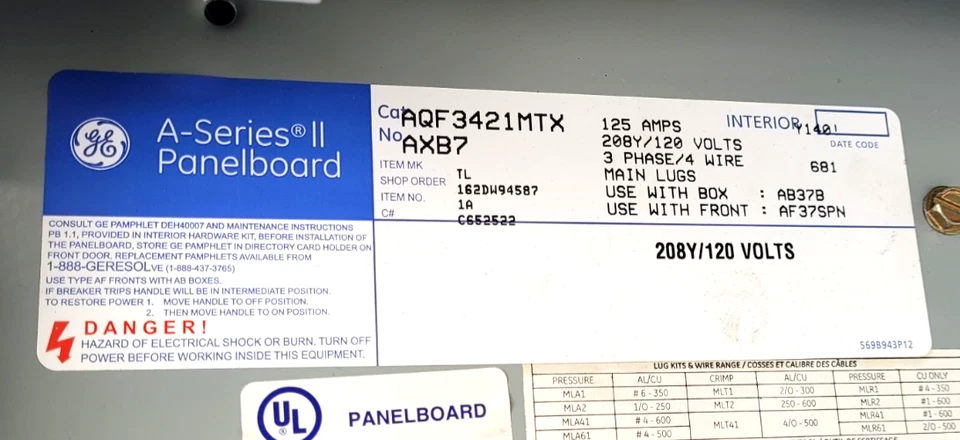 GE
A-Series® II
Panelboard
CONSULT GE PAMPHLET DEH40007 AND MAINTENANCE INSTRUCTIONS
PB 1.1, PROVIDED IN INTERIOR HARDWARE KIT, BEFORE INSTALLATION OF
THE PANELBOARD, STORE GE PAMPHLET IN DIRECTORY CARD HOLDER ON
FRONT DOOR. REPLACEMENT PAMPHLETS AVAILABLE FROM
1-888-GERESOLVE (1-888-437-3765)
USE TYPE AF FRONTS WITH AB BOXES.
IF BREAKER TRIPS HANDLE WILL BE IN INTERMEDIATE POSITION.
TO RESTORE POWER 1. MOVE HANDLE TO OFF POSITION.
2. THEN MOVE HANDLE TO ON POSITION.
DANGER!
HAZARD OF ELECTRICAL SHOCK OR BURN. TURN OFF
POWER BEFORE WORKING INSIDE THIS EQUIPMENT.
Cat. AQF3421MTX
No. AXB7
ITEM MK TL
SHOP ORDER 162DW94587
ITEM NO. 1A
C# C652522
125 AMPS
208Y/120 VOLTS
3 PHASE/4 WIRE
MAIN LUGS
USE WITH BOX : AB37B
USE WITH FRONT : AF37SPN
INTERIOR
DATE CODE
681
208Y/120 VOLTS
569B943P12
UL
PANELBOARD
LUG KITS & WIRE RANGE / COSSES ET CALIBRE DES CÂBLES
PRESSURE AL/CU CRIMP AL/CU PRESSURE CU ONLY
MLA1 # 6 - 350 MLT1 2/0 - 300 MLR1 # 4 - 350
MLA2 1/0 - 250 MLT2 250 - 600 MLR2 #1 - 600
MLA41 # 4 - 600 MLT41 4/0 - 500 MLR41 #1 - 600
MLA61 # 4 - 500 MLR61 2/0 - 500